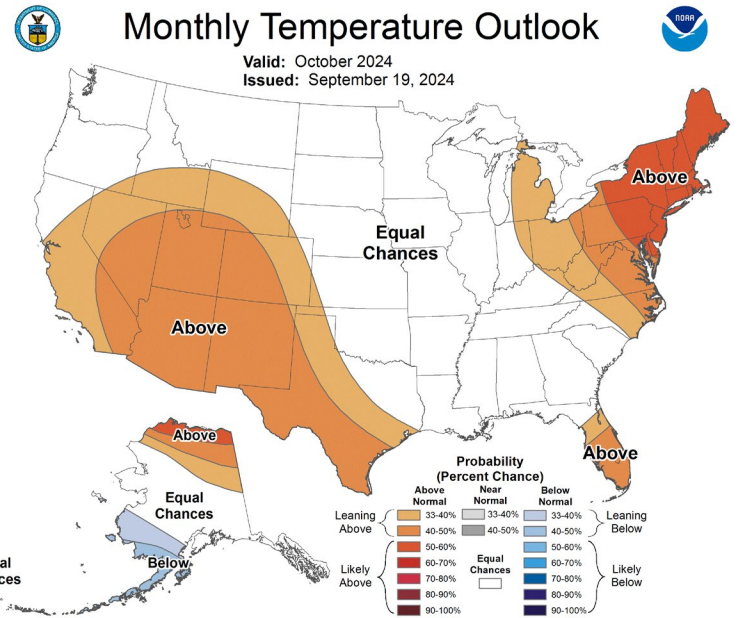 Monthly Temperature Outlook
NOAA
Valid: October 2024
Issued: September 19, 2024
Above
Equal
Chances
Above
Above
Above
Equal
Chances
Below
al
ces
Probability
(Percent Chance)
Above
Normal
Near
Normal
Below
Normal
Leaning
Above
33-40%
40-50%
33-40%
40-50%
33-40%
40-50%
Leaning
Below
Likely
Above
50-60%
60-70%
70-80%
80-90%
90-100%
Equal
Chances
50-60%
60-70%
70-80%
80-90%
90-100%
Likely
Below